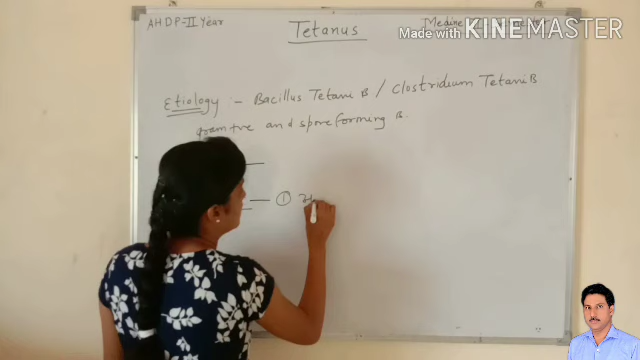 AHDP-II Year
Tetanus
Made with KINEMASTER
Etiology :- Bacillus Tetani B / Clostridium Tetani B
gram +ve and spore forming B.
①